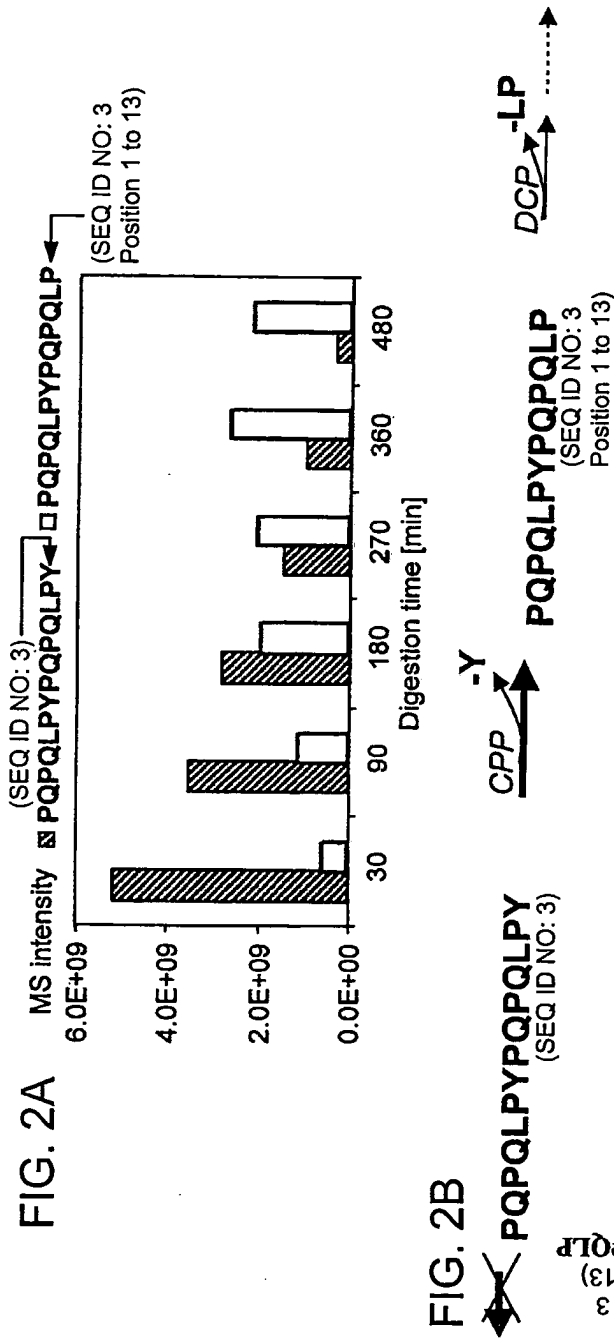 FIG. 2A
MS intensity
(SEQ ID NO: 3)
PQPQLPYPQPQLPY
PQPQLPYPQPQLP
(SEQ ID NO: 3
Position 1 to 13)
6.0E+09
4.0E+09
2.0E+09
0.0E+00
30
90
180
270
360
480
Digestion time [min]
FIG. 2B
PQPQLPYPQPQLPY
(SEQ ID NO: 3)
CPP
-Y
PQPQLPYPQPQLP
(SEQ ID NO: 3
Position 1 to 13)
DCP
-LP
3
13)
QLP